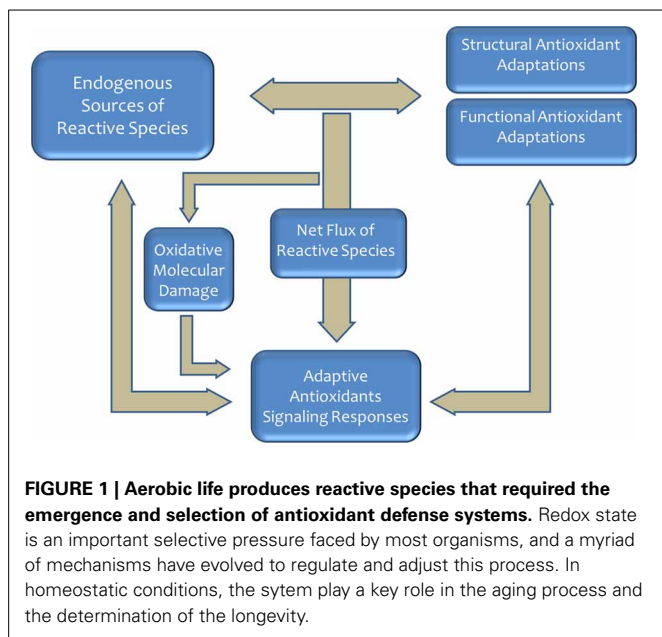 Endogenous
Sources of
Reactive Species
Structural Antioxidant
Adaptations
Functional Antioxidant
Adaptations
Oxidative
Molecular
Damage
Net Flux of
Reactive Species
Adaptive
Antioxidants
Signaling Responses
FIGURE 1 | Aerobic life produces reactive species that required the
emergence and selection of antioxidant defense systems. Redox state
is an important selective pressure faced by most organisms, and a myriad
of mechanisms have evolved to regulate and adjust this process. In
homeostatic conditions, the sytem play a key role in the aging process and
the determination of the longevity.